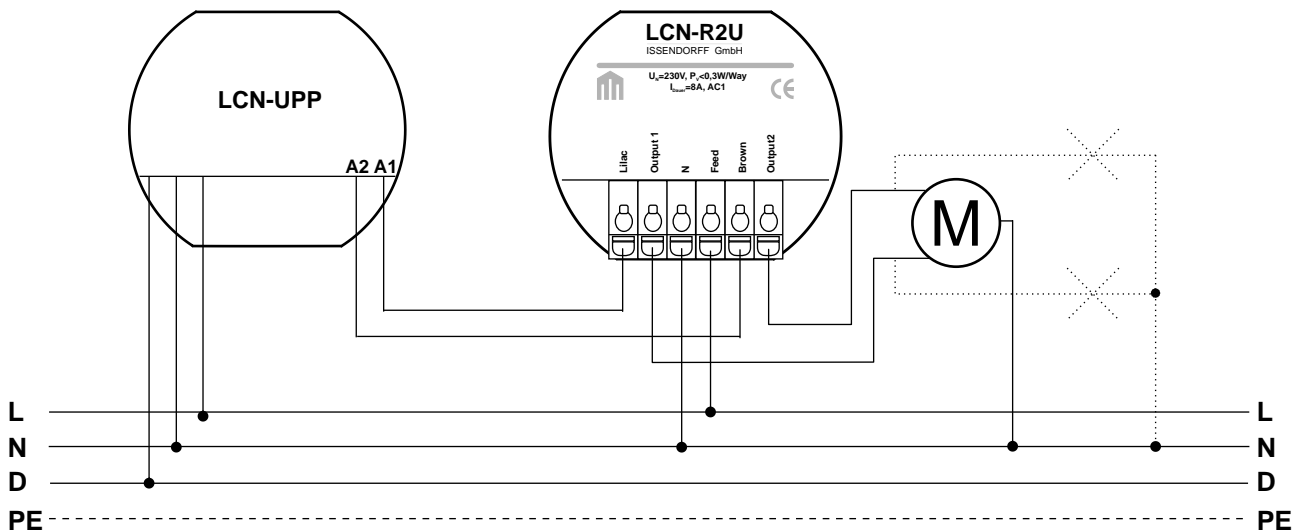 LCN-UPP
A2 A1
LCN-R2U
ISSENDORFF GmbH
UN=230V, PV<0,3W/Way
IDauer=8A, AC1
CE
Lilac
Output 1
N
Feed
Brown
Output2
M
L
N
D
PE
L
N
D
PE